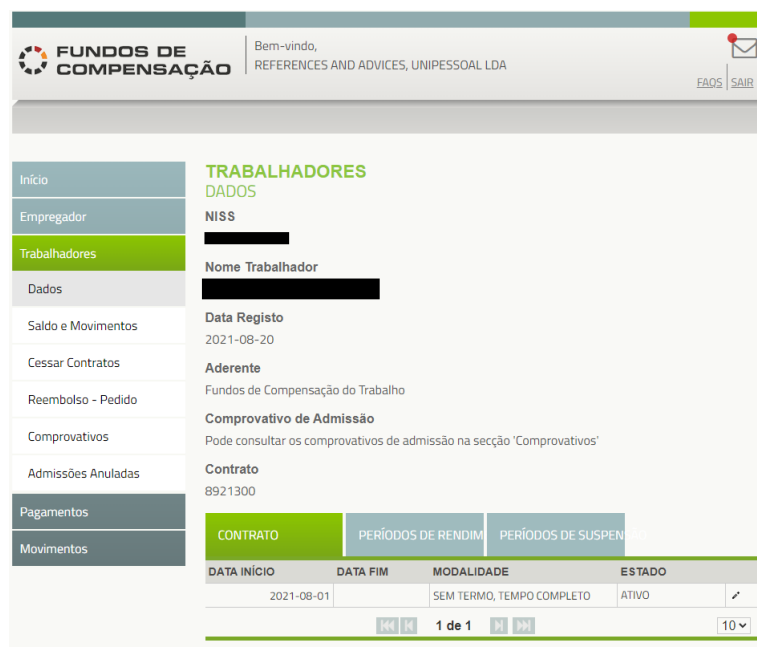 FUNDOS DE
COMPENSAÇÃO
Bem-vindo,
REFERENCES AND ADVICES, UNIPESSOAL LDA
FAQS
SAIR
Início
Empregador
Trabalhadores
Dados
Saldo e Movimentos
Cessar Contratos
Reembolso - Pedido
Comprovativos
Admissões Anuladas
Pagamentos
Movimentos
TRABALHADORES
DADOS
NISS
Nome Trabalhador
Data Registo
2021-08-20
Aderente
Fundos de Compensação do Trabalho
Comprovativo de Admissão
Pode consultar os comprovativos de admissão na secção 'Comprovativos'
Contrato
8921300
CONTRATO PERÍODOS DE RENDIM PERÍODOS DE SUSPEN
DATA INÍCIO DATA FIM MODALIDADE ESTADO
2021-08-01 SEM TERMO, TEMPO COMPLETO ATIVO
1 de 1 10